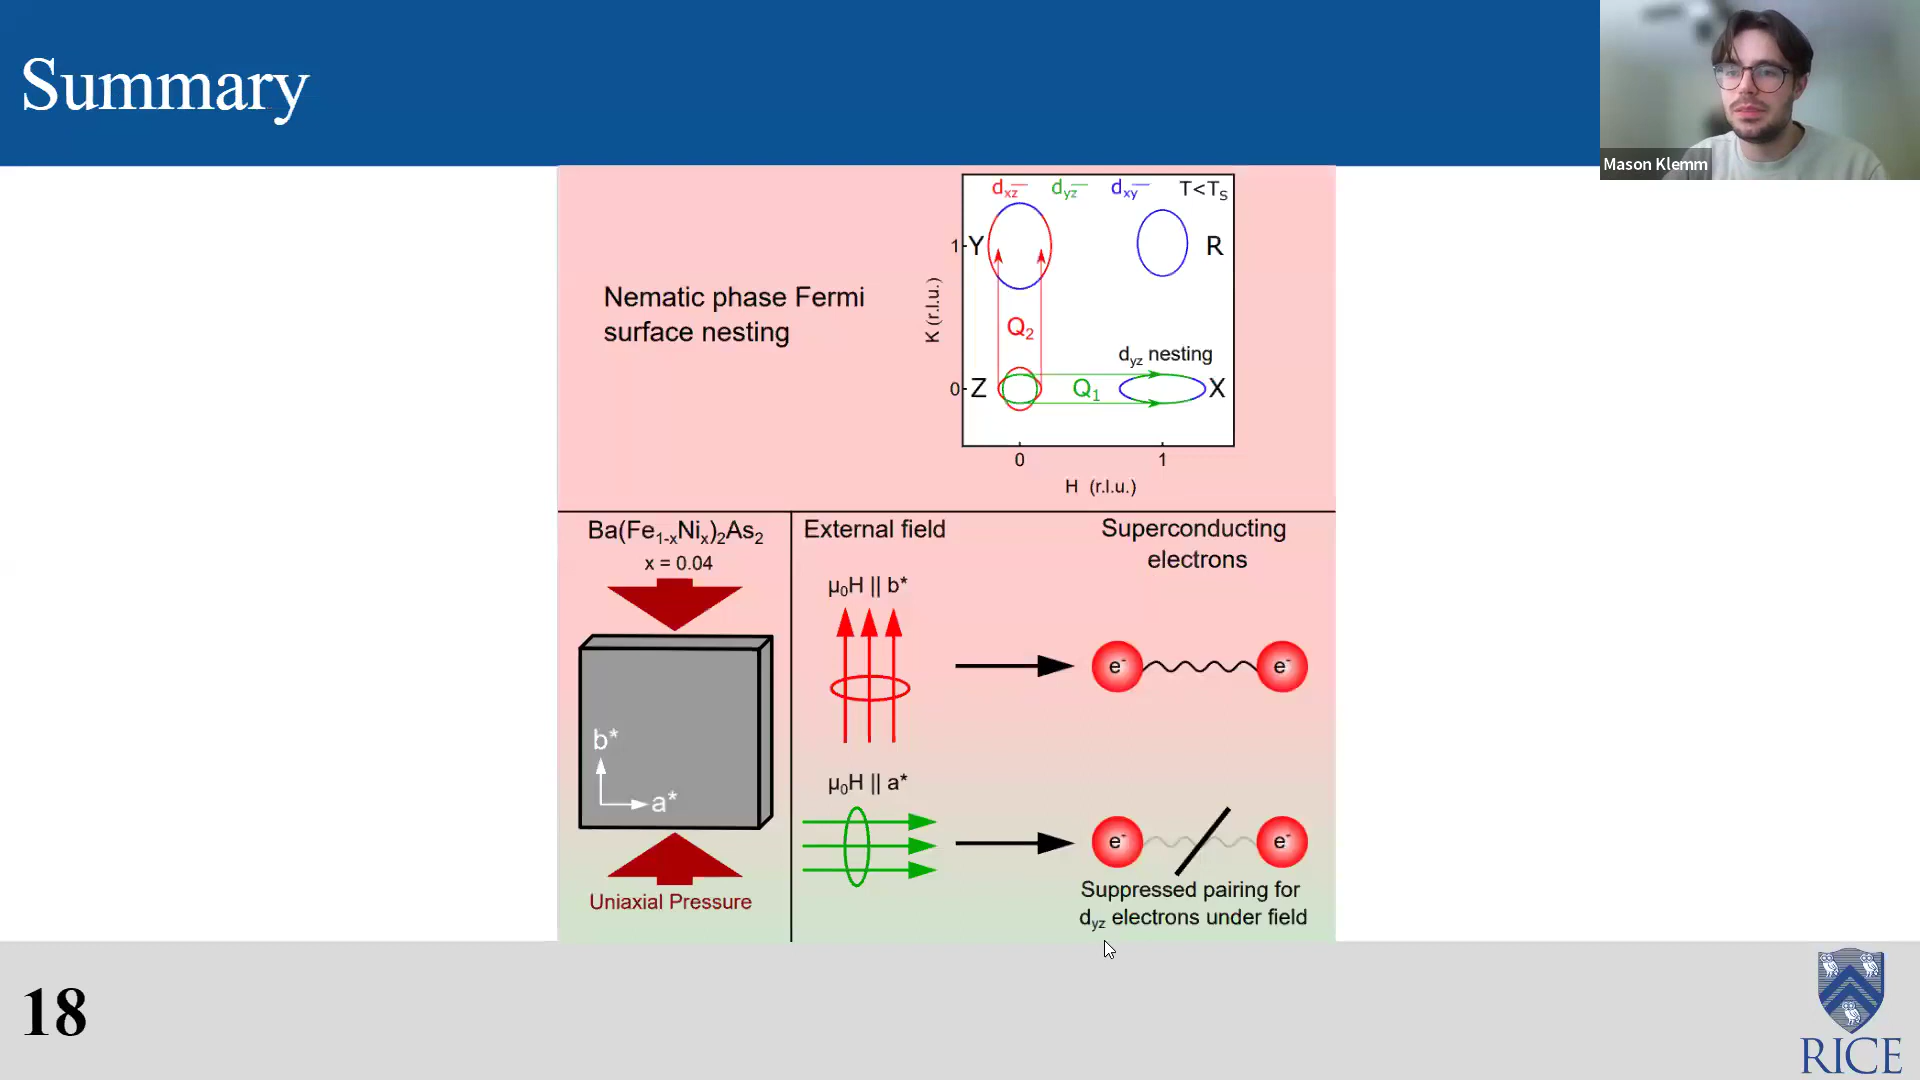 Summary
Mason Klemm
Nematic phase Fermi
surface nesting
d_xz d_yz d_xy T<T_S
1 Y R
K (r.l.u.)
Q_2
d_yz nesting
0 Z Q_1 X
0 1
H (r.l.u.)
Ba(Fe_1-xNi_x)_2As_2
x = 0.04
b*
a*
Uniaxial Pressure
External field
μ_0H || b*
μ_0H || a*
Superconducting
electrons
e⁻ e⁻
e⁻ e⁻
Suppressed pairing for
d_yz electrons under field
18
RICE